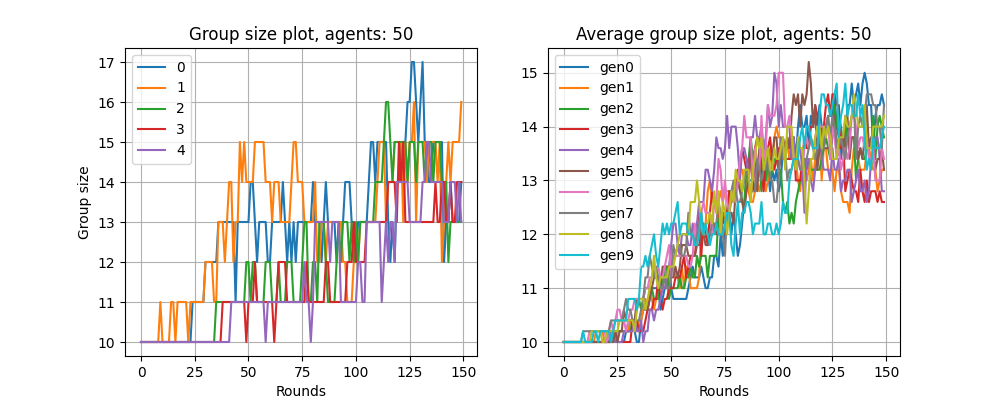 Group size plot, agents: 50
Group size
17
16
15
14
13
12
11
10
0
1
2
3
4
0
25
50
75
100
125
150
Rounds
Average group size plot, agents: 50
15
14
13
12
11
10
gen0
gen1
gen2
gen3
gen4
gen5
gen6
gen7
gen8
gen9
0
25
50
75
100
125
150
Rounds